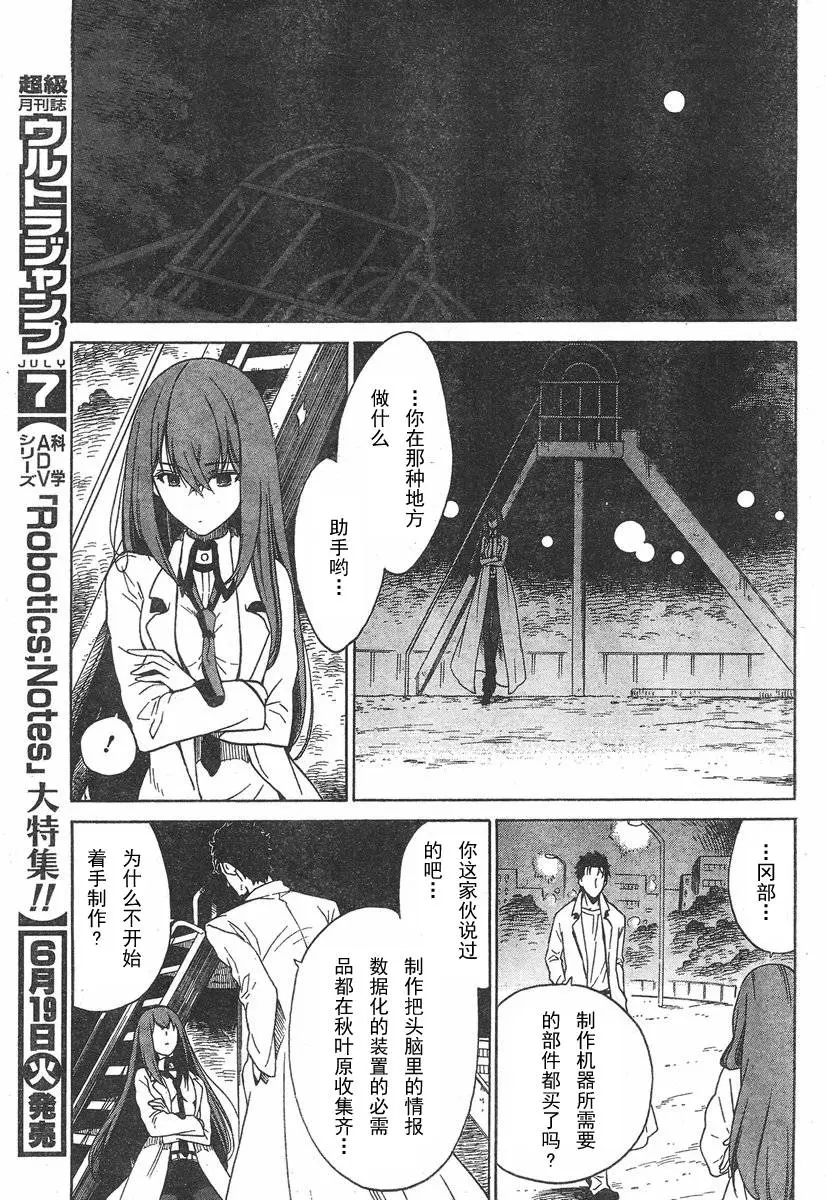 …你在那种地方
做什么
助手哟…
！
…冈部…
制作机器所需要
的部件都买了吗？
你这家伙说过
的吧…
制作把头脑里的情报
数据化的装置的必需
品都在秋叶原收集齐
…
为什么不开始
着手制作？
超級
月刊誌
ウルトラジャンプ
JULY
7
科学
ADV
シリーズ
「Robotics;Notes」大特集!!
6月19日火発売